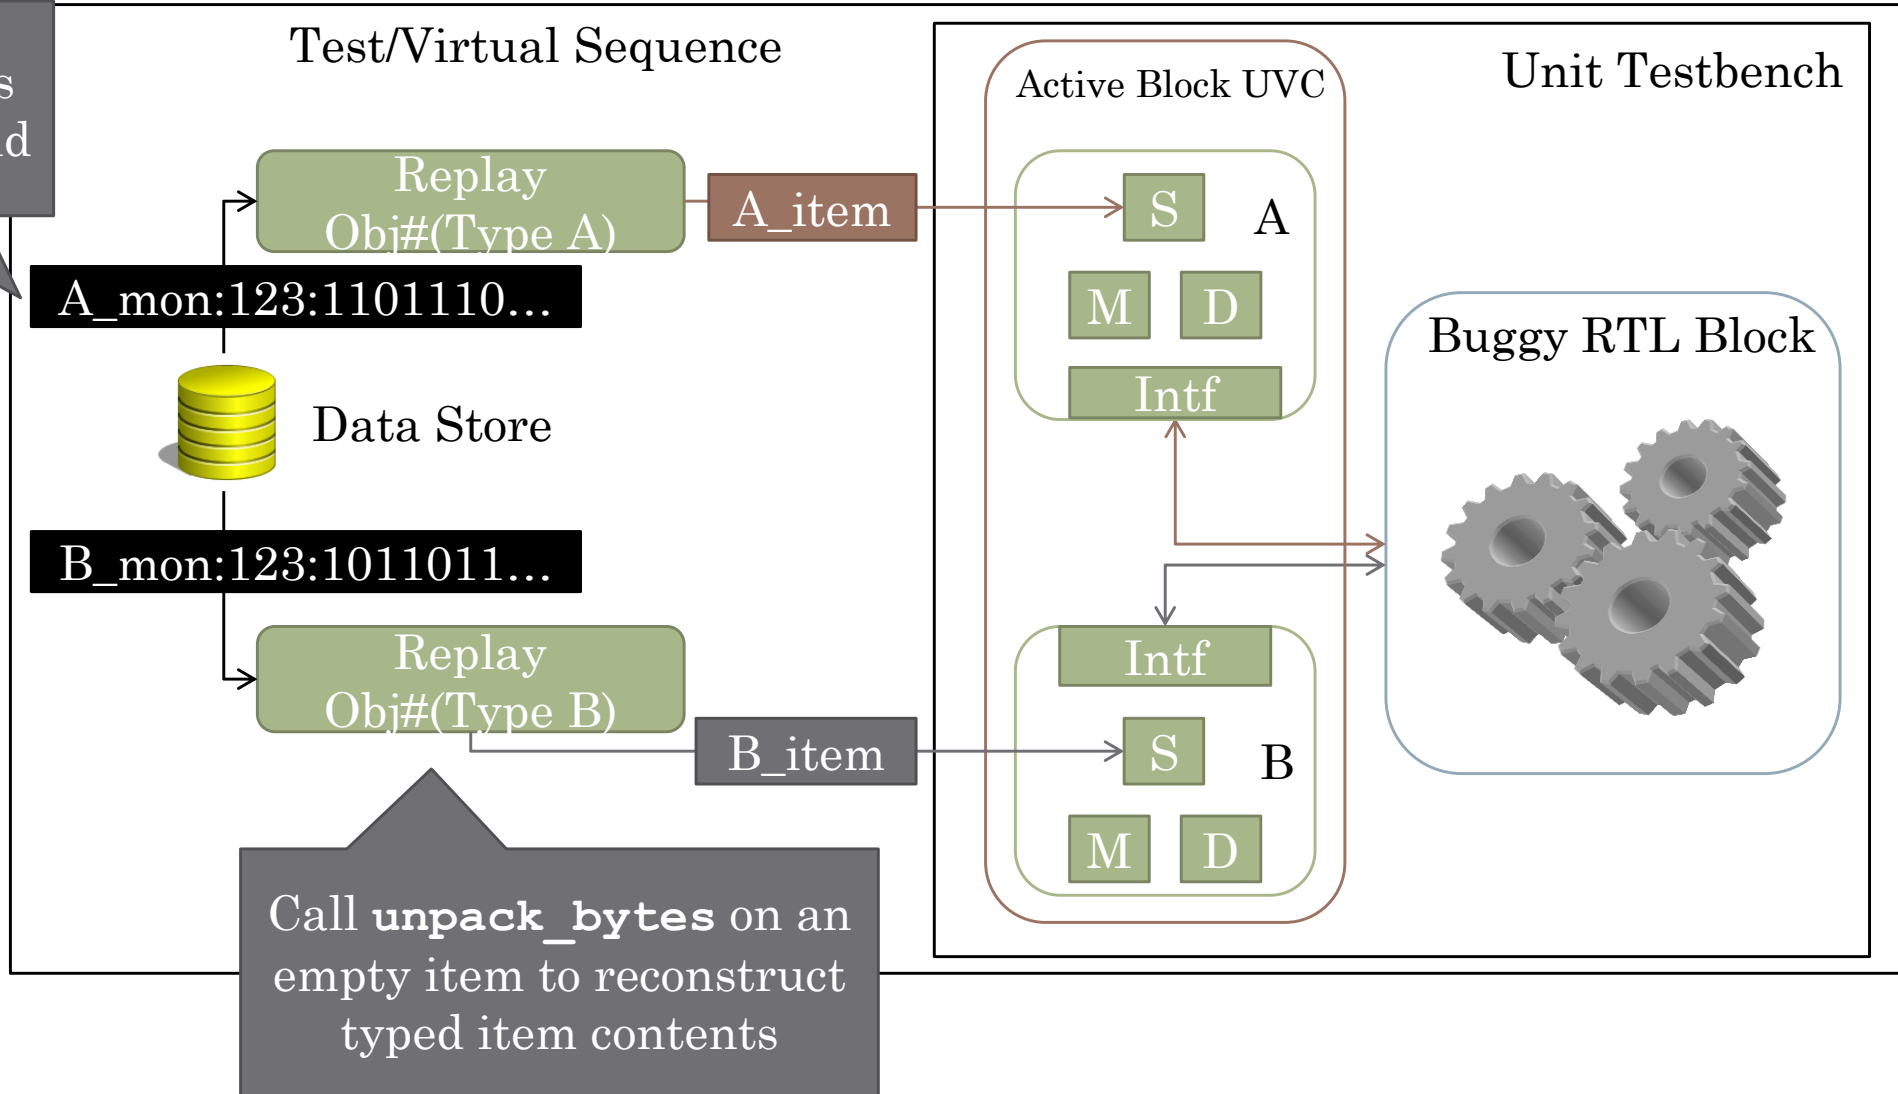 Test/Virtual Sequence
Unit Testbench
Active Block UVC
Replay
Obj#(Type A)
A_item
S
A
M
D
Intf
A_mon:123:1101110...
Data Store
B_mon:123:1011011...
Replay
Obj#(Type B)
B_item
Intf
S
B
M
D
Buggy RTL Block
Call unpack_bytes on an
empty item to reconstruct
typed item contents